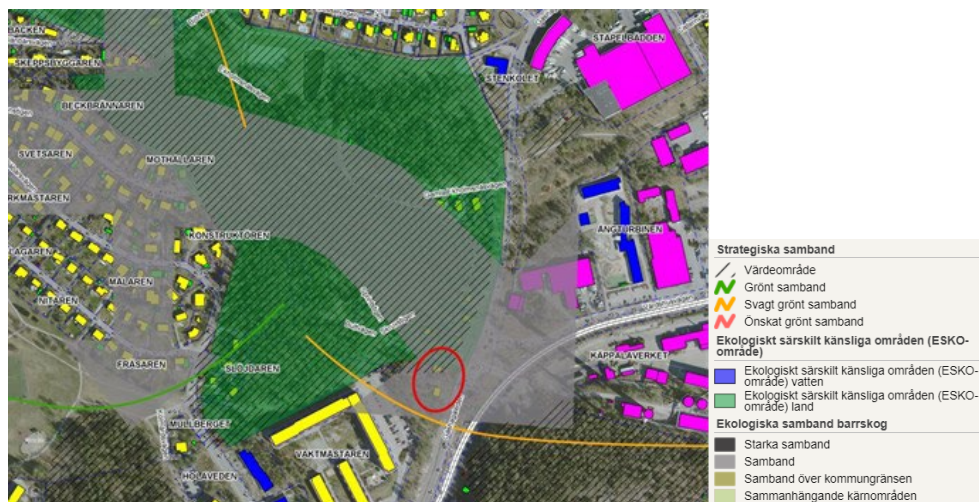 BACKEN
SKEPPSBYGGAREN
BECKBRÄNNAREN
SVETSAREN
MOTHÅLLAREN
RKMÄSTAREN
KONSTRUKTÖREN
LAGAREN
MÅLAREN
NITAREN
FRÄSAREN
SLÖJDAREN
MULLBERGET
HÖLAVEDEN
VAKTMÄSTAREN
STAPELBÄDDEN
STENKOLET
ÅNGTURBINEN
KÄPPALAVERKET
Strategiska samband
Värdeområde
Grönt samband
Svagt grönt samband
Önskat grönt samband
Ekologiskt särskilt känsliga områden (ESKO-
område)
Ekologiskt särskilt känsliga områden (ESKO-
område) vatten
Ekologiskt särskilt känsliga områden (ESKO-
område) land
Ekologiska samband barrskog
Starka samband
Samband
Samband över kommungränsen
Sammanhängande kärnområden